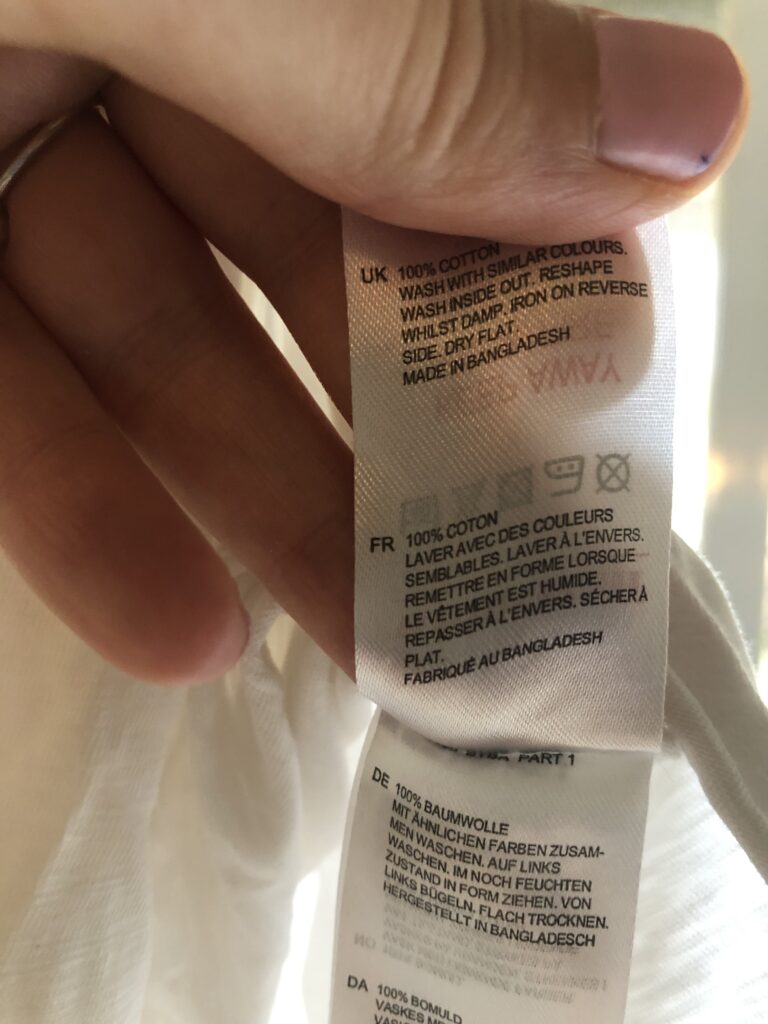 UK 100% COTTON
WASH WITH SIMILAR COLOURS.
WASH INSIDE OUT. RESHAPE
WHILST DAMP. IRON ON REVERSE
SIDE. DRY FLAT.
MADE IN BANGLADESH
FR 100% COTON
LAVER AVEC DES COULEURS
SEMBLABLES. LAVER À L'ENVERS.
REMETTRE EN FORME LORSQUE
LE VÊTEMENT EST HUMIDE.
REPASSER À L'ENVERS. SÉCHER À
PLAT.
FABRIQUÉ AU BANGLADESH
PART 1
DE 100% BAUMWOLLE
MIT ÄHNLICHEN FARBEN ZUSAM-
MEN WASCHEN. AUF LINKS
WASCHEN. IM NOCH FEUCHTEN
ZUSTAND IN FORM ZIEHEN. VON
LINKS BÜGELN. FLACH TROCKNEN.
HERGESTELLT IN BANGLADESCH
DA 100% BOMULD
VASKES